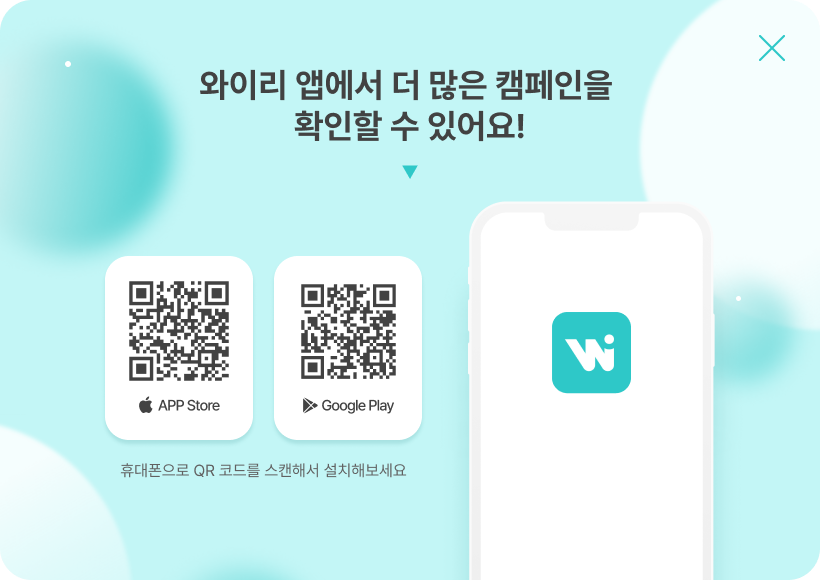 와이리 앱에서 더 많은 캠페인을
확인할 수 있어요!
APP Store
Google Play
휴대폰으로 QR 코드를 스캔해서 설치해보세요
Wi